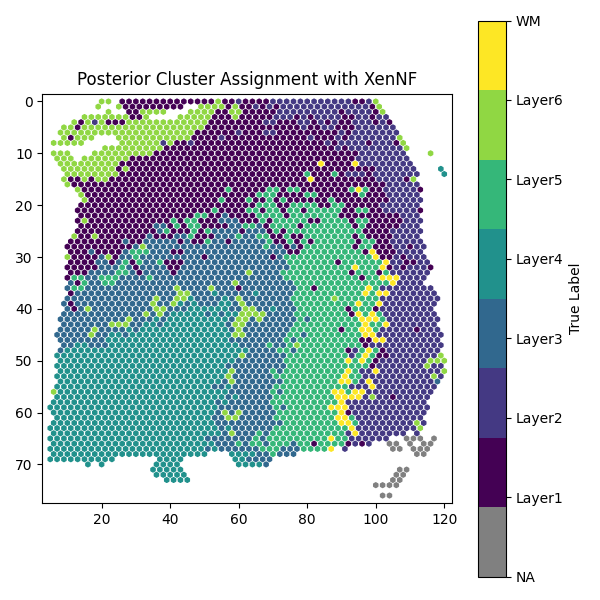 Posterior Cluster Assignment with XenNF
0
10
20
30
40
50
60
70
20
40
60
80
100
120
WM
Layer6
Layer5
Layer4
Layer3
Layer2
Layer1
NA
True Label